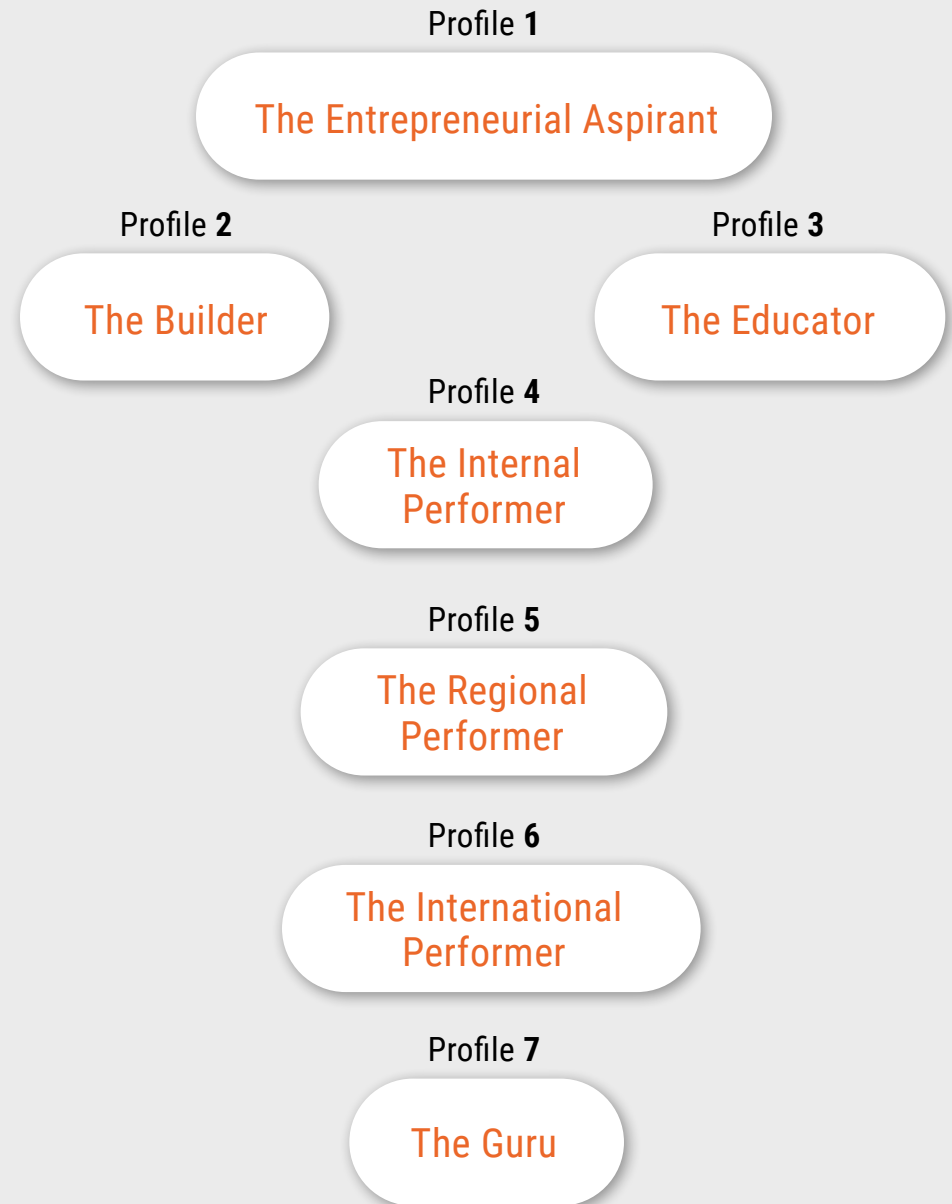 Profile 1
The Entrepreneurial Aspirant
Profile 2
The Builder
Profile 3
The Educator
Profile 4
The Internal
Performer
Profile 5
The Regional
Performer
Profile 6
The International
Performer
Profile 7
The Guru